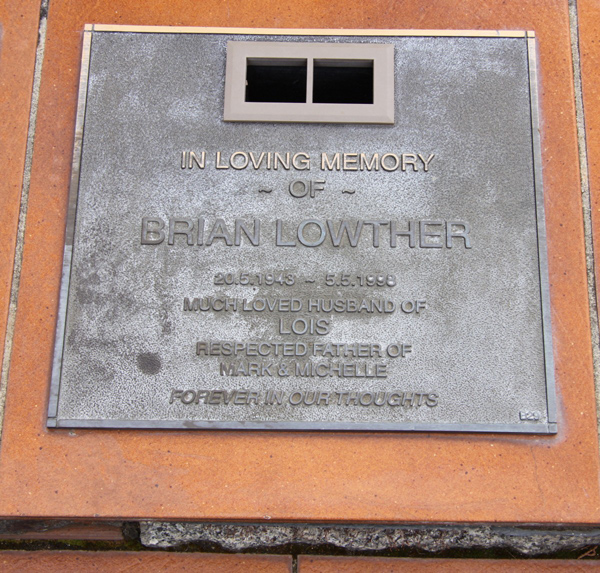 IN LOVING MEMORY
~ OF ~
BRIAN LOWTHER
20.5.1943 ~ 5.5.1998
MUCH LOVED HUSBAND OF
LOIS
RESPECTED FATHER OF
MARK & MICHELLE
FOREVER IN OUR THOUGHTS